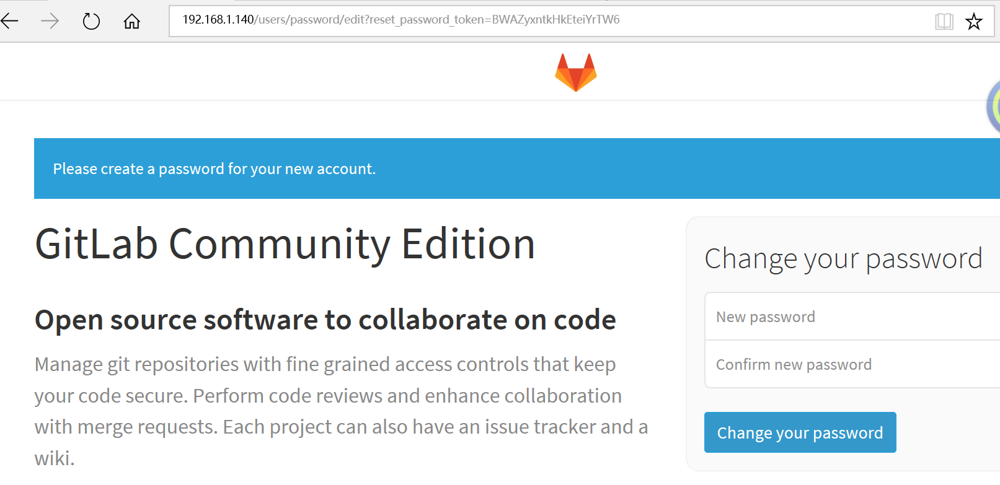 192.168.1.140/users/password/edit?reset_password_token=BWAZyxntkHkEteiYrTW6
Please create a password for your new account.
GitLab Community Edition
Open source software to collaborate on code
Manage git repositories with fine grained access controls that keep
your code secure. Perform code reviews and enhance collaboration
with merge requests. Each project can also have an issue tracker and a
wiki.
Change your password
New password
Confirm new password
Change your password